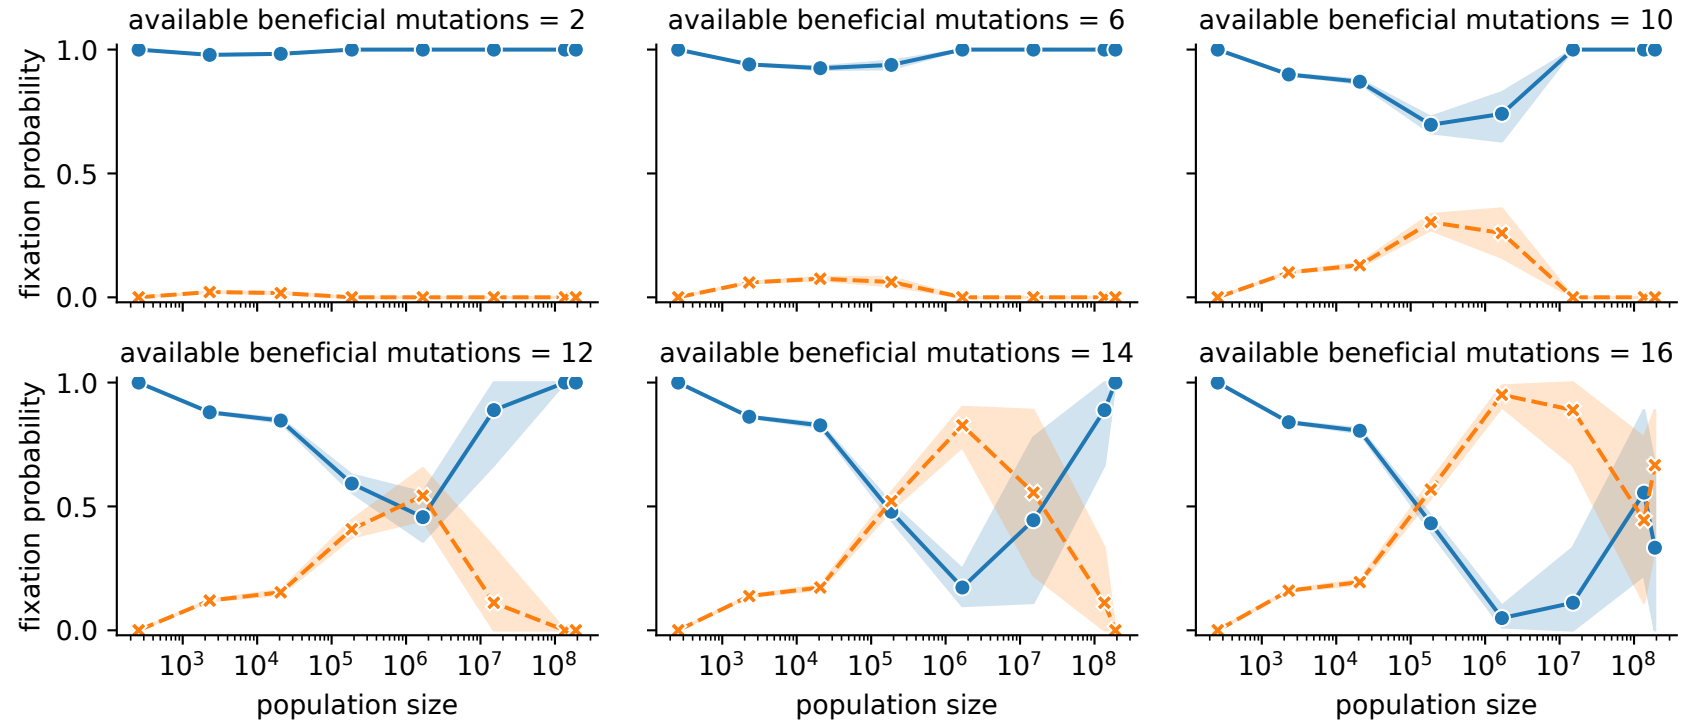 available beneficial mutations = 2
available beneficial mutations = 6
available beneficial mutations = 10
fixation probability
1.0
0.5
0.0
available beneficial mutations = 12
available beneficial mutations = 14
available beneficial mutations = 16
fixation probability
1.0
0.5
0.0
10³ 10⁴ 10⁵ 10⁶ 10⁷ 10⁸
10³ 10⁴ 10⁵ 10⁶ 10⁷ 10⁸
10³ 10⁴ 10⁵ 10⁶ 10⁷ 10⁸
population size
population size
population size